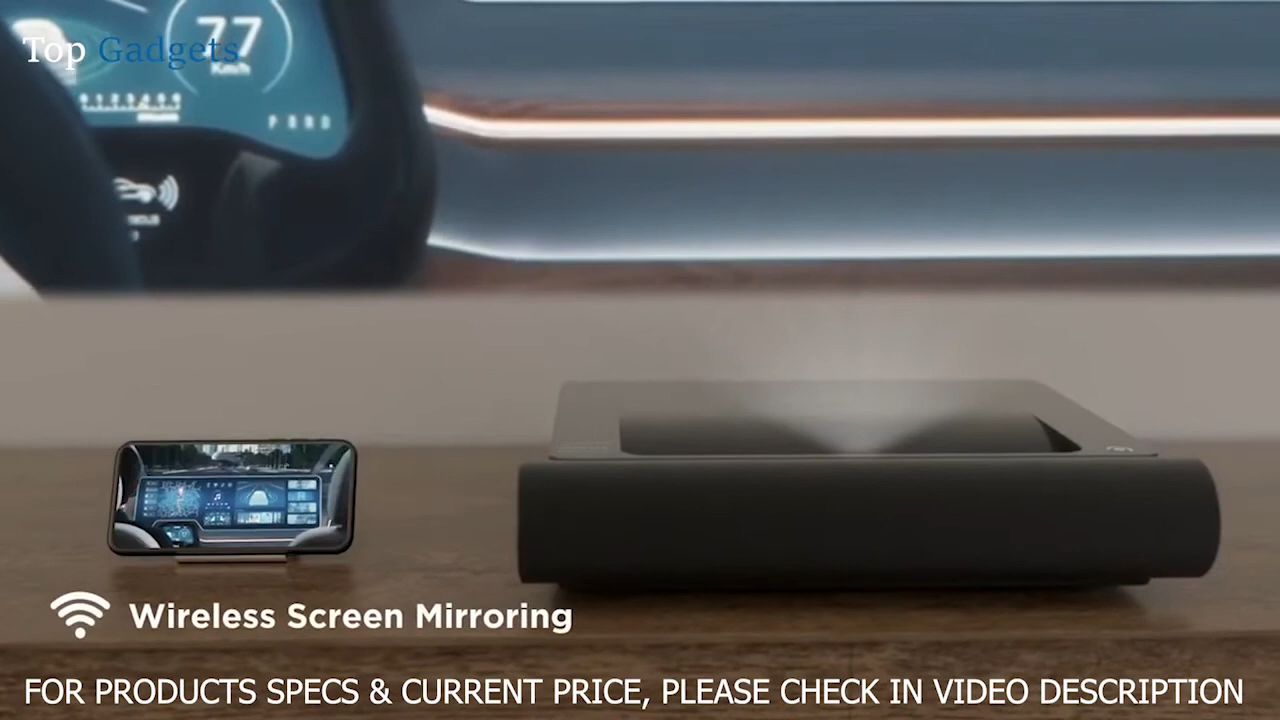 Top Gadgets
77
Km/h
P R N D
Wireless Screen Mirroring
FOR PRODUCTS SPECS & CURRENT PRICE, PLEASE CHECK IN VIDEO DESCRIPTION